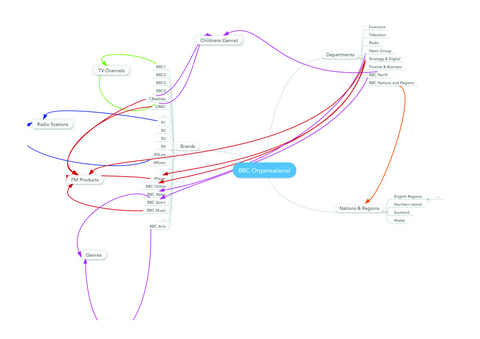 Executive
Television
Radio
News Group
Strategy & Digital
Finance & Business
BBC North
BBC Nations and Regions
Departments
Childrens (Genre)
TV Channels
BBC1
BBC2
BBC3
BBC4
CBeebies
CBBC
...
R1
R2
R3
R4
R5Live
6Music
Radio Stations
Brands
BBC Organisational
FM Products
iPlayer
BBC Online
BBC News
BBC Sport
BBC Music
...
BBC Arts
Genres
Nations & Regions
English Regions
...
Northern Island
Scotland
Wales